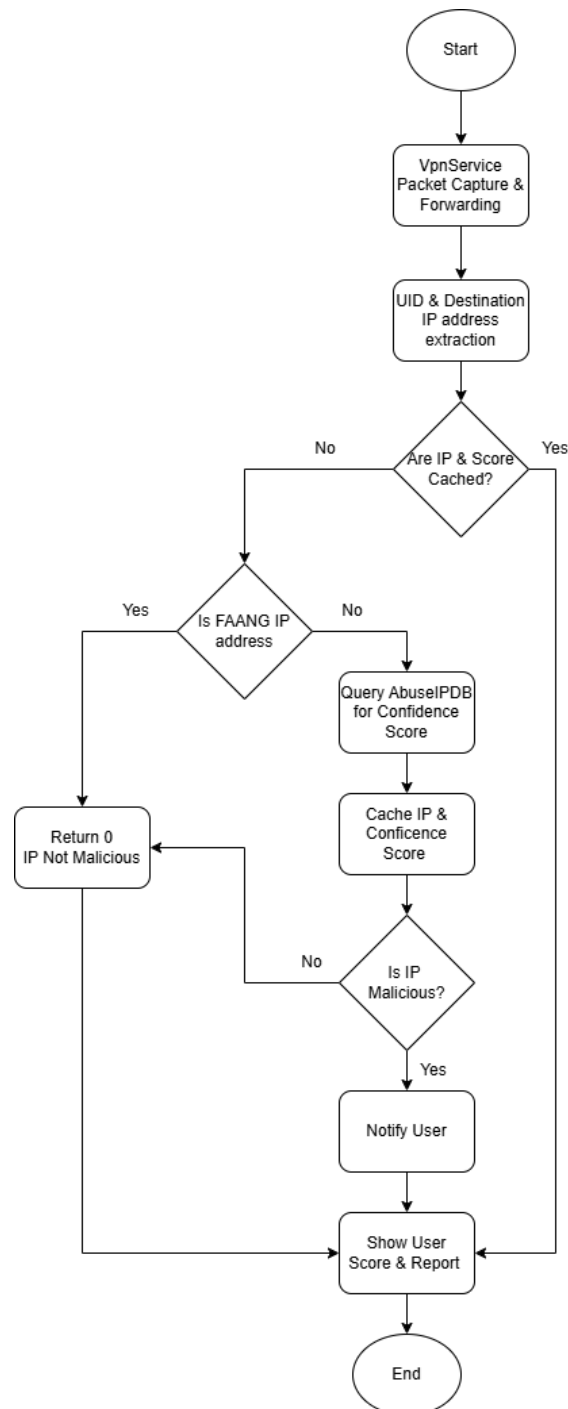 Start
VpnService
Packet Capture &
Forwarding
UID & Destination
IP address
extraction
No
Are IP & Score
Cached?
Yes
Yes
Is FAANG IP
address
No
Query AbuseIPDB
for Confidence
Score
Return 0
IP Not Malicious
Cache IP &
Conficence
Score
No
Is IP
Malicious?
Yes
Notify User
Show User
Score & Report
End